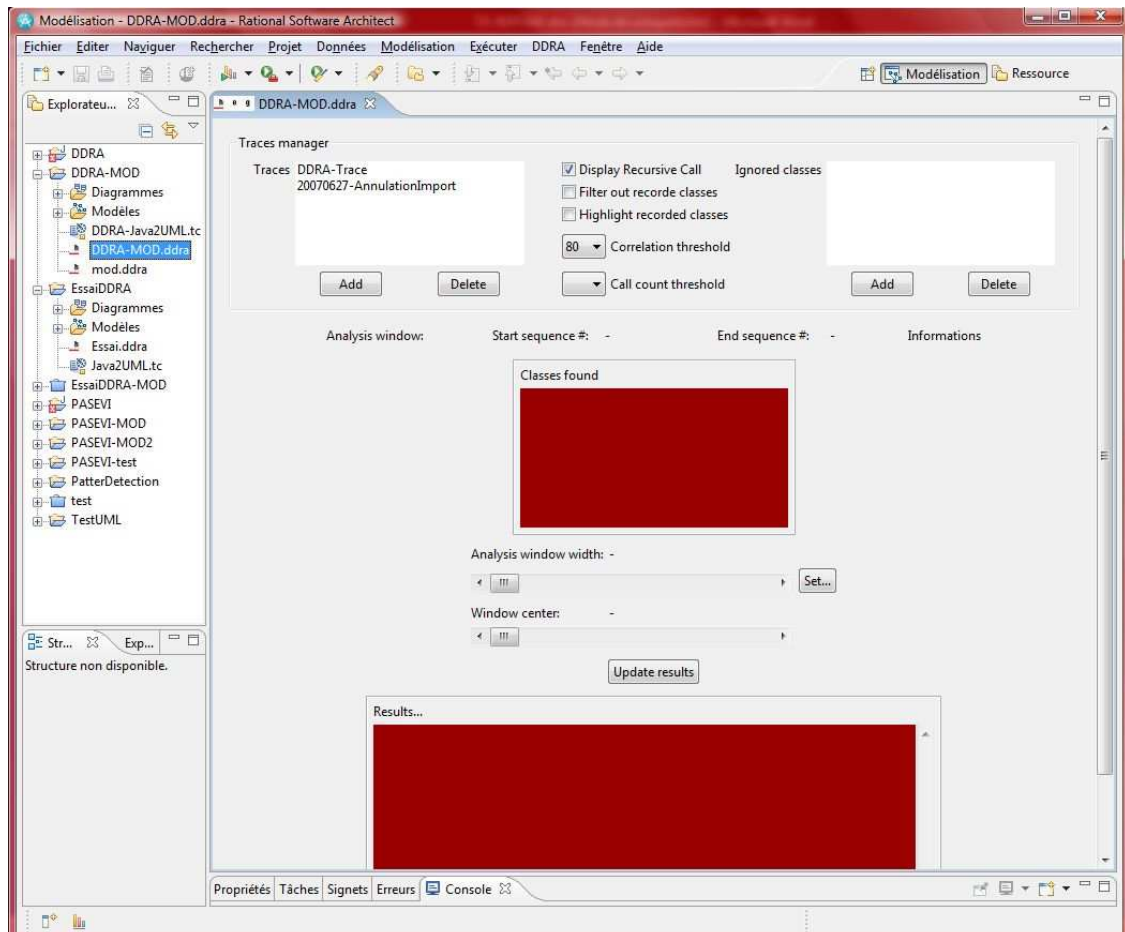 Modélisation - DDRA-MOD.ddra - Rational Software Architect
Fichier Editer Naviguer Rechercher Projet Données Modélisation Exécuter DDRA Fenêtre Aide
Modélisation Ressource
Explorateu...
DDRA-MOD.ddra
DDRA
DDRA-MOD
Diagrammes
Modèles
DDRA-Java2UML.tc
DDRA-MOD.ddra
mod.ddra
EssaiDDRA
Diagrammes
Modèles
Essai.ddra
Java2UML.tc
EssaiDDRA-MOD
PASEVI
PASEVI-MOD
PASEVI-MOD2
PASEVI-test
PatterDetection
test
TestUML
Str... Exp...
Structure non disponible.
Traces manager
Traces DDRA-Trace
20070627-AnnulationImport
Add Delete
Display Recursive Call
Filter out recorde classes
Highlight recorded classes
80 Correlation threshold
Call count threshold
Ignored classes
Add Delete
Analysis window: Start sequence #: - End sequence #: - Informations
Classes found
Analysis window width: -
Set...
Window center: -
Update results
Results...
Propriétés Tâches Signets Erreurs Console